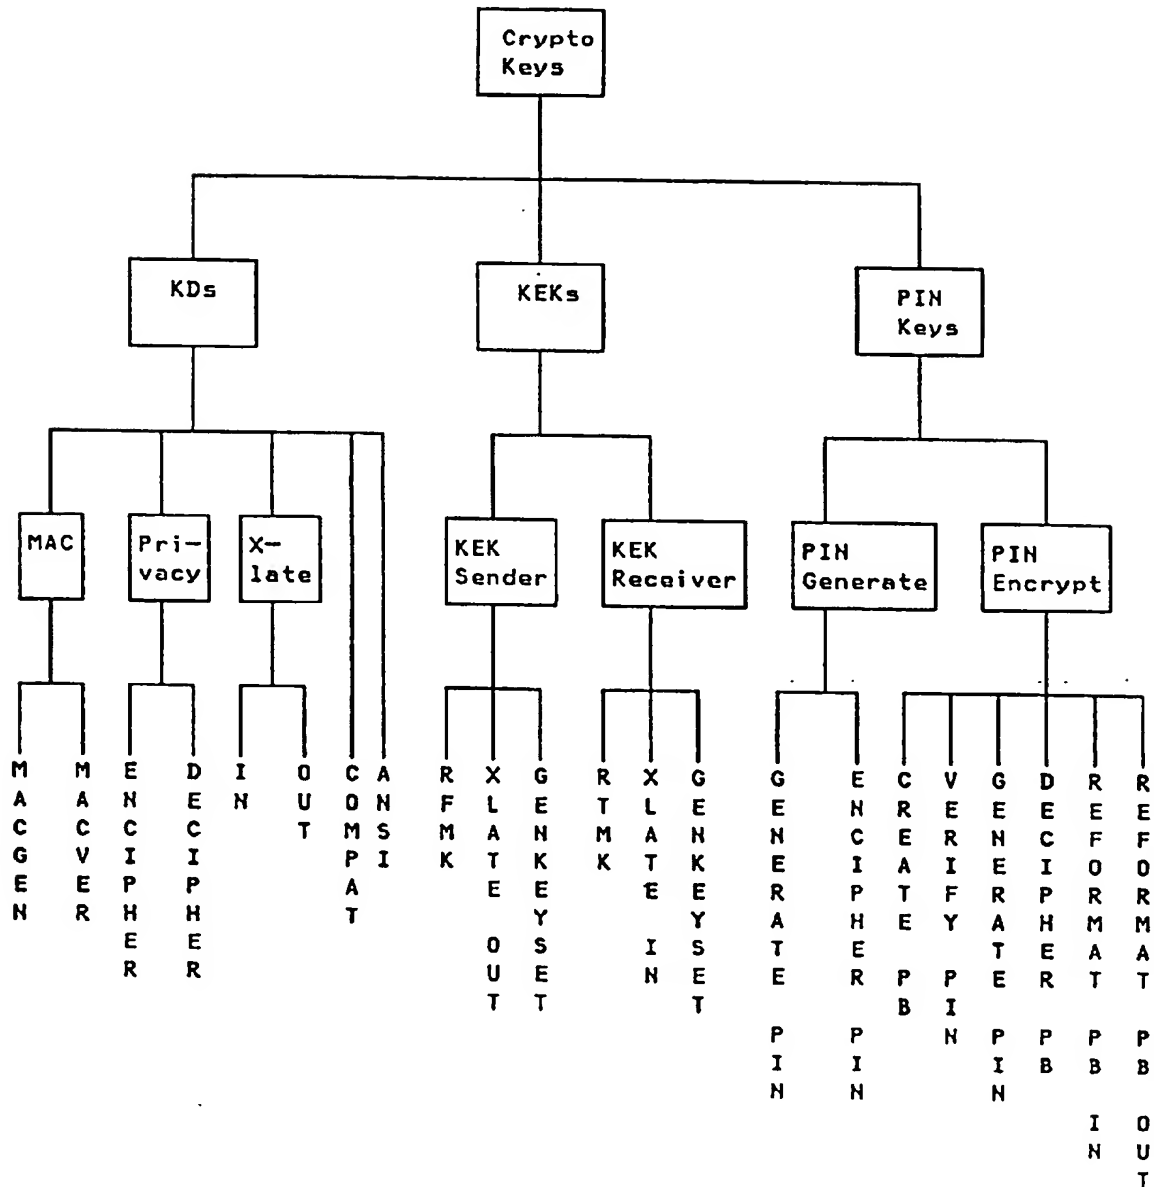 Crypto
Keys
KDs
KEKs
PIN
Keys
MAC
Pri-
vacy
X-
late
KEK
Sender
KEK
Receiver
PIN
Generate
PIN
Encrypt
MACGEN
MACVER
ENCIPHER
DECIPHER
IN
OUT
COMPAT
ANSI
RFMK
XLATE OUT
GENKEYSET
RTMK
XLATE IN
GENKEYSET
GENERATE PIN
ENCIPHER PIN
CREATE PB
VERIFY PIN
GENERATE PIN
DECIPHER PB
REFORMAT PB IN
REFORMAT PB OUT